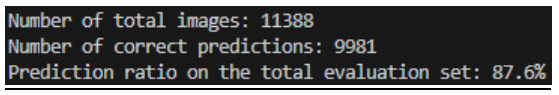 Number of total images: 11388
Number of correct predictions: 9981
Prediction ratio on the total evaluation set: 87.6%